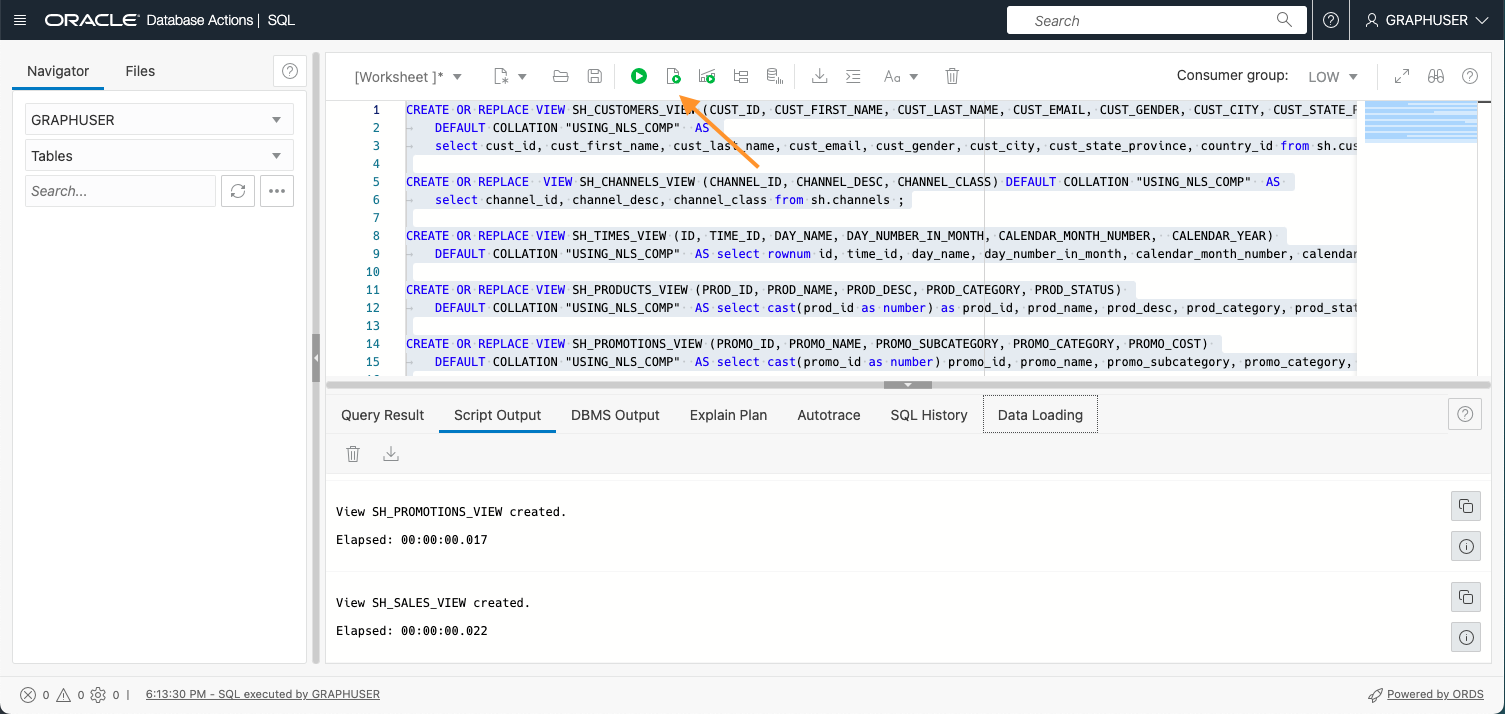 ORACLE Database Actions | SQL
Search
GRAPHUSER
Navigator
Files
GRAPHUSER
Tables
Search...
[Worksheet ]*
Aa
Consumer group:
LOW
1 CREATE OR REPLACE VIEW SH_CUSTOMERS_VIEW (CUST_ID, CUST_FIRST_NAME, CUST_LAST_NAME, CUST_EMAIL, CUST_GENDER, CUST_CITY, CUST_STATE_P
2 DEFAULT COLLATION "USING_NLS_COMP" AS
3 select cust_id, cust_first_name, cust_last_name, cust_email, cust_gender, cust_city, cust_state_province, country_id from sh.cus
4
5 CREATE OR REPLACE VIEW SH_CHANNELS_VIEW (CHANNEL_ID, CHANNEL_DESC, CHANNEL_CLASS) DEFAULT COLLATION "USING_NLS_COMP" AS
6 select channel_id, channel_desc, channel_class from sh.channels ;
7
8 CREATE OR REPLACE VIEW SH_TIMES_VIEW (ID, TIME_ID, DAY_NAME, DAY_NUMBER_IN_MONTH, CALENDAR_MONTH_NUMBER, CALENDAR_YEAR)
9 DEFAULT COLLATION "USING_NLS_COMP" AS select rownum id, time_id, day_name, day_number_in_month, calendar_month_number, calendar
10
11 CREATE OR REPLACE VIEW SH_PRODUCTS_VIEW (PROD_ID, PROD_NAME, PROD_DESC, PROD_CATEGORY, PROD_STATUS)
12 DEFAULT COLLATION "USING_NLS_COMP" AS select cast(prod_id as number) as prod_id, prod_name, prod_desc, prod_category, prod_stat
13
14 CREATE OR REPLACE VIEW SH_PROMOTIONS_VIEW (PROMO_ID, PROMO_NAME, PROMO_SUBCATEGORY, PROMO_CATEGORY, PROMO_COST)
15 DEFAULT COLLATION "USING_NLS_COMP" AS select cast(promo_id as number) promo_id, promo_name, promo_subcategory, promo_category,
Query Result
Script Output
DBMS Output
Explain Plan
Autotrace
SQL History
Data Loading
View SH_PROMOTIONS_VIEW created.
Elapsed: 00:00:00.017
View SH_SALES_VIEW created.
Elapsed: 00:00:00.022
0 0 0 | 6:13:30 PM - SQL executed by GRAPHUSER
Powered by ORDS